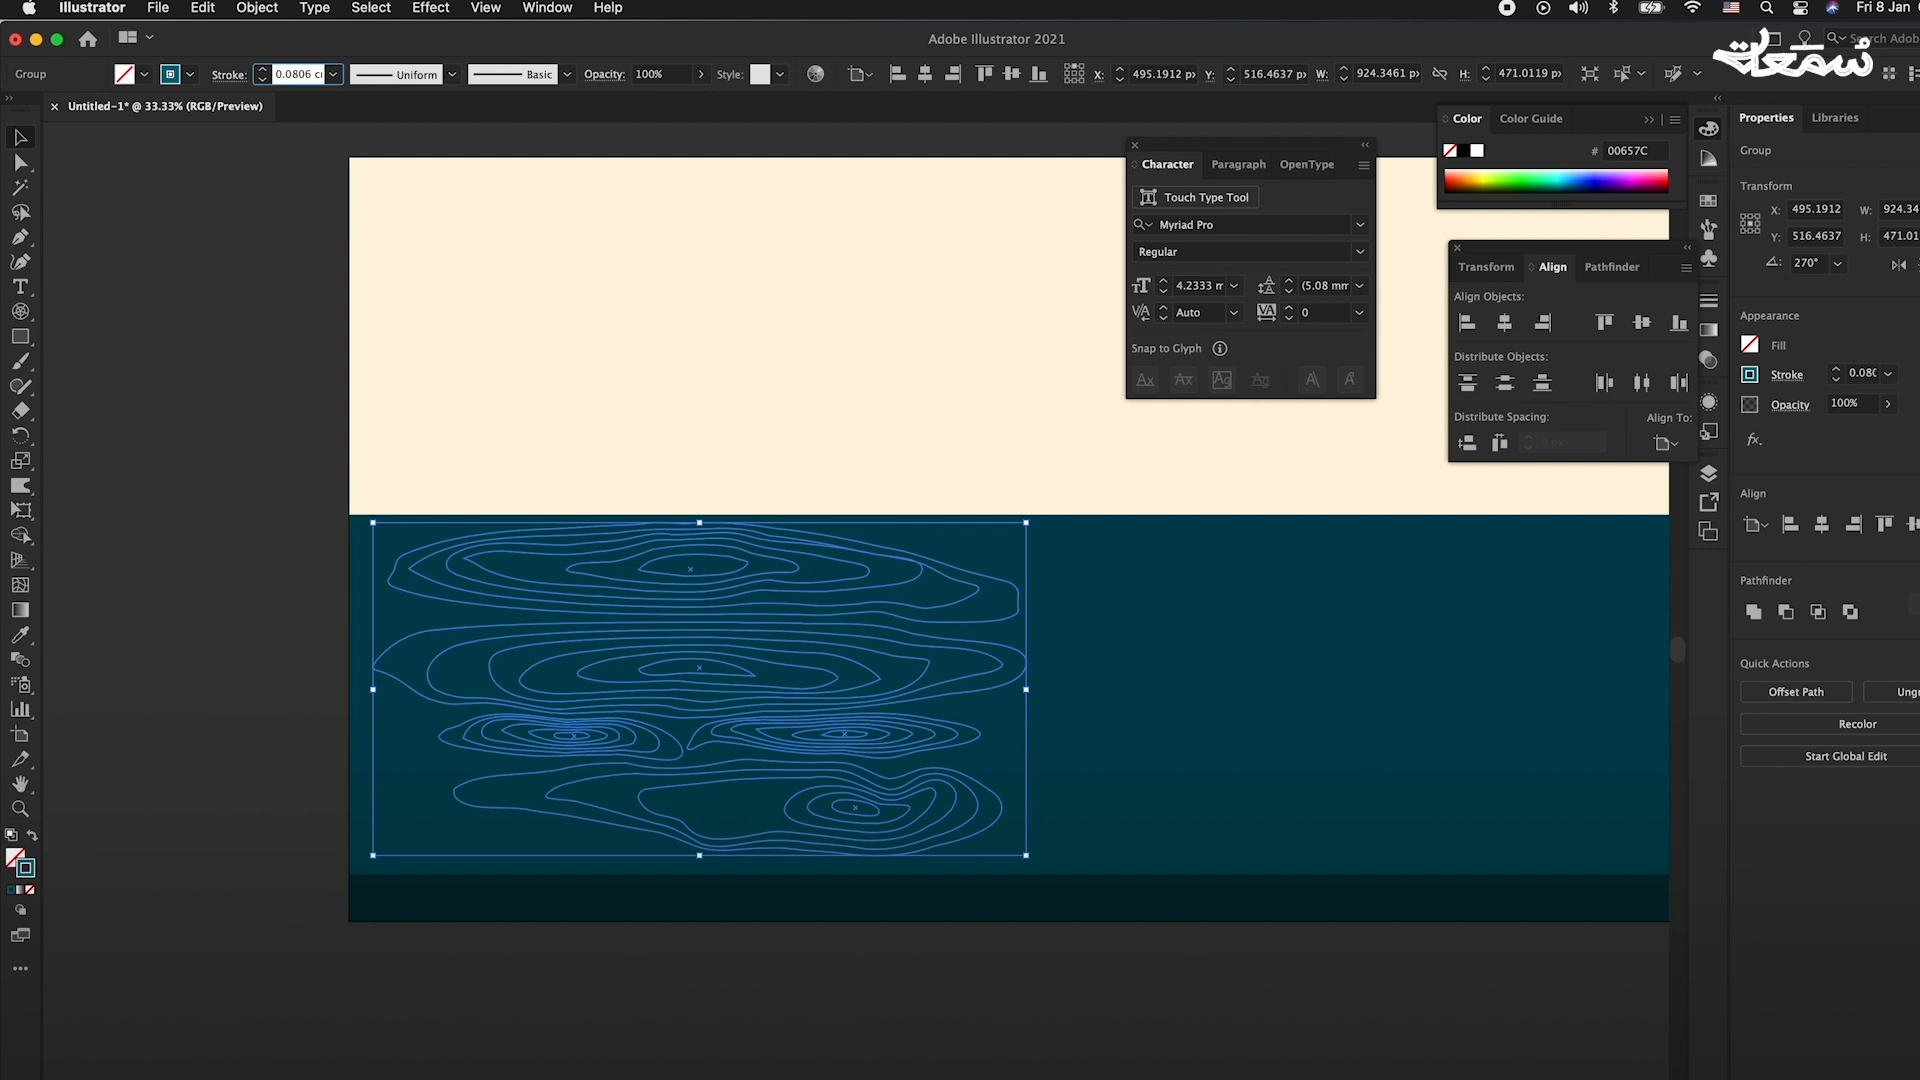 Illustrator File Edit Object Type Select Effect View Window Help Fri 8 Jan
Adobe Illustrator 2021
Group Stroke: 0.0806 Uniform Basic Opacity: 100% Style: X: 495.1912 Y: 516.4637 W: 924.3461 H: 471.0119
Untitled-1* @ 33.33% (RGB/Preview)
Color Color Guide
# 00657C
Character Paragraph OpenType
Touch Type Tool
Myriad Pro
Regular
4.2333 (5.08
Auto 0
Snap to Glyph
Transform Align Pathfinder
Align Objects:
Distribute Objects:
Distribute Spacing: Align To:
0 px
Properties Libraries
Group
Transform
X: 495.1912 W: 924.34
Y: 516.4637 H: 471.01
270°
Appearance
Fill
Stroke 0.080
Opacity 100%
fx.
Align
Pathfinder
Quick Actions
Offset Path
Recolor
Start Global Edit